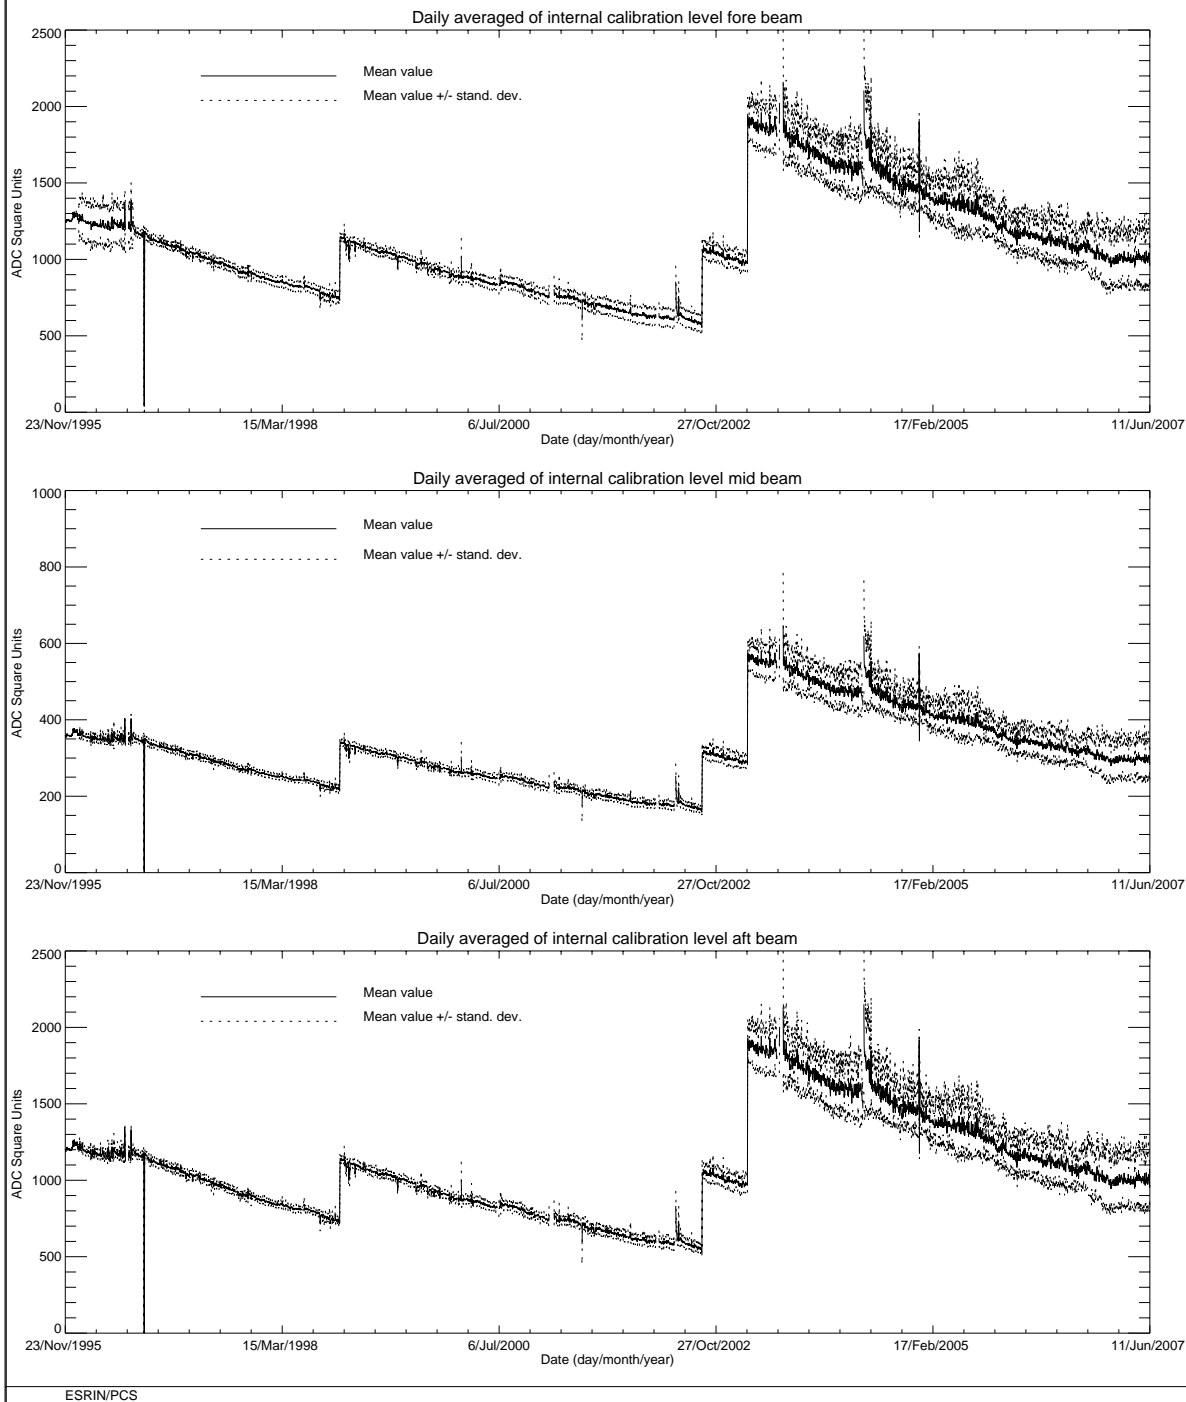 Daily averaged of internal calibration level fore beam
2500
2000
1500
1000
500
0
ADC Square Units
Mean value
Mean value +/- stand. dev.
23/Nov/1995 15/Mar/1998 6/Jul/2000 27/Oct/2002 17/Feb/2005 11/Jun/2007
Date (day/month/year)
Daily averaged of internal calibration level mid beam
1000
800
600
400
200
0
ADC Square Units
Mean value
Mean value +/- stand. dev.
23/Nov/1995 15/Mar/1998 6/Jul/2000 27/Oct/2002 17/Feb/2005 11/Jun/2007
Date (day/month/year)
Daily averaged of internal calibration level aft beam
2500
2000
1500
1000
500
0
ADC Square Units
Mean value
Mean value +/- stand. dev.
23/Nov/1995 15/Mar/1998 6/Jul/2000 27/Oct/2002 17/Feb/2005 11/Jun/2007
Date (day/month/year)
ESRIN/PCS